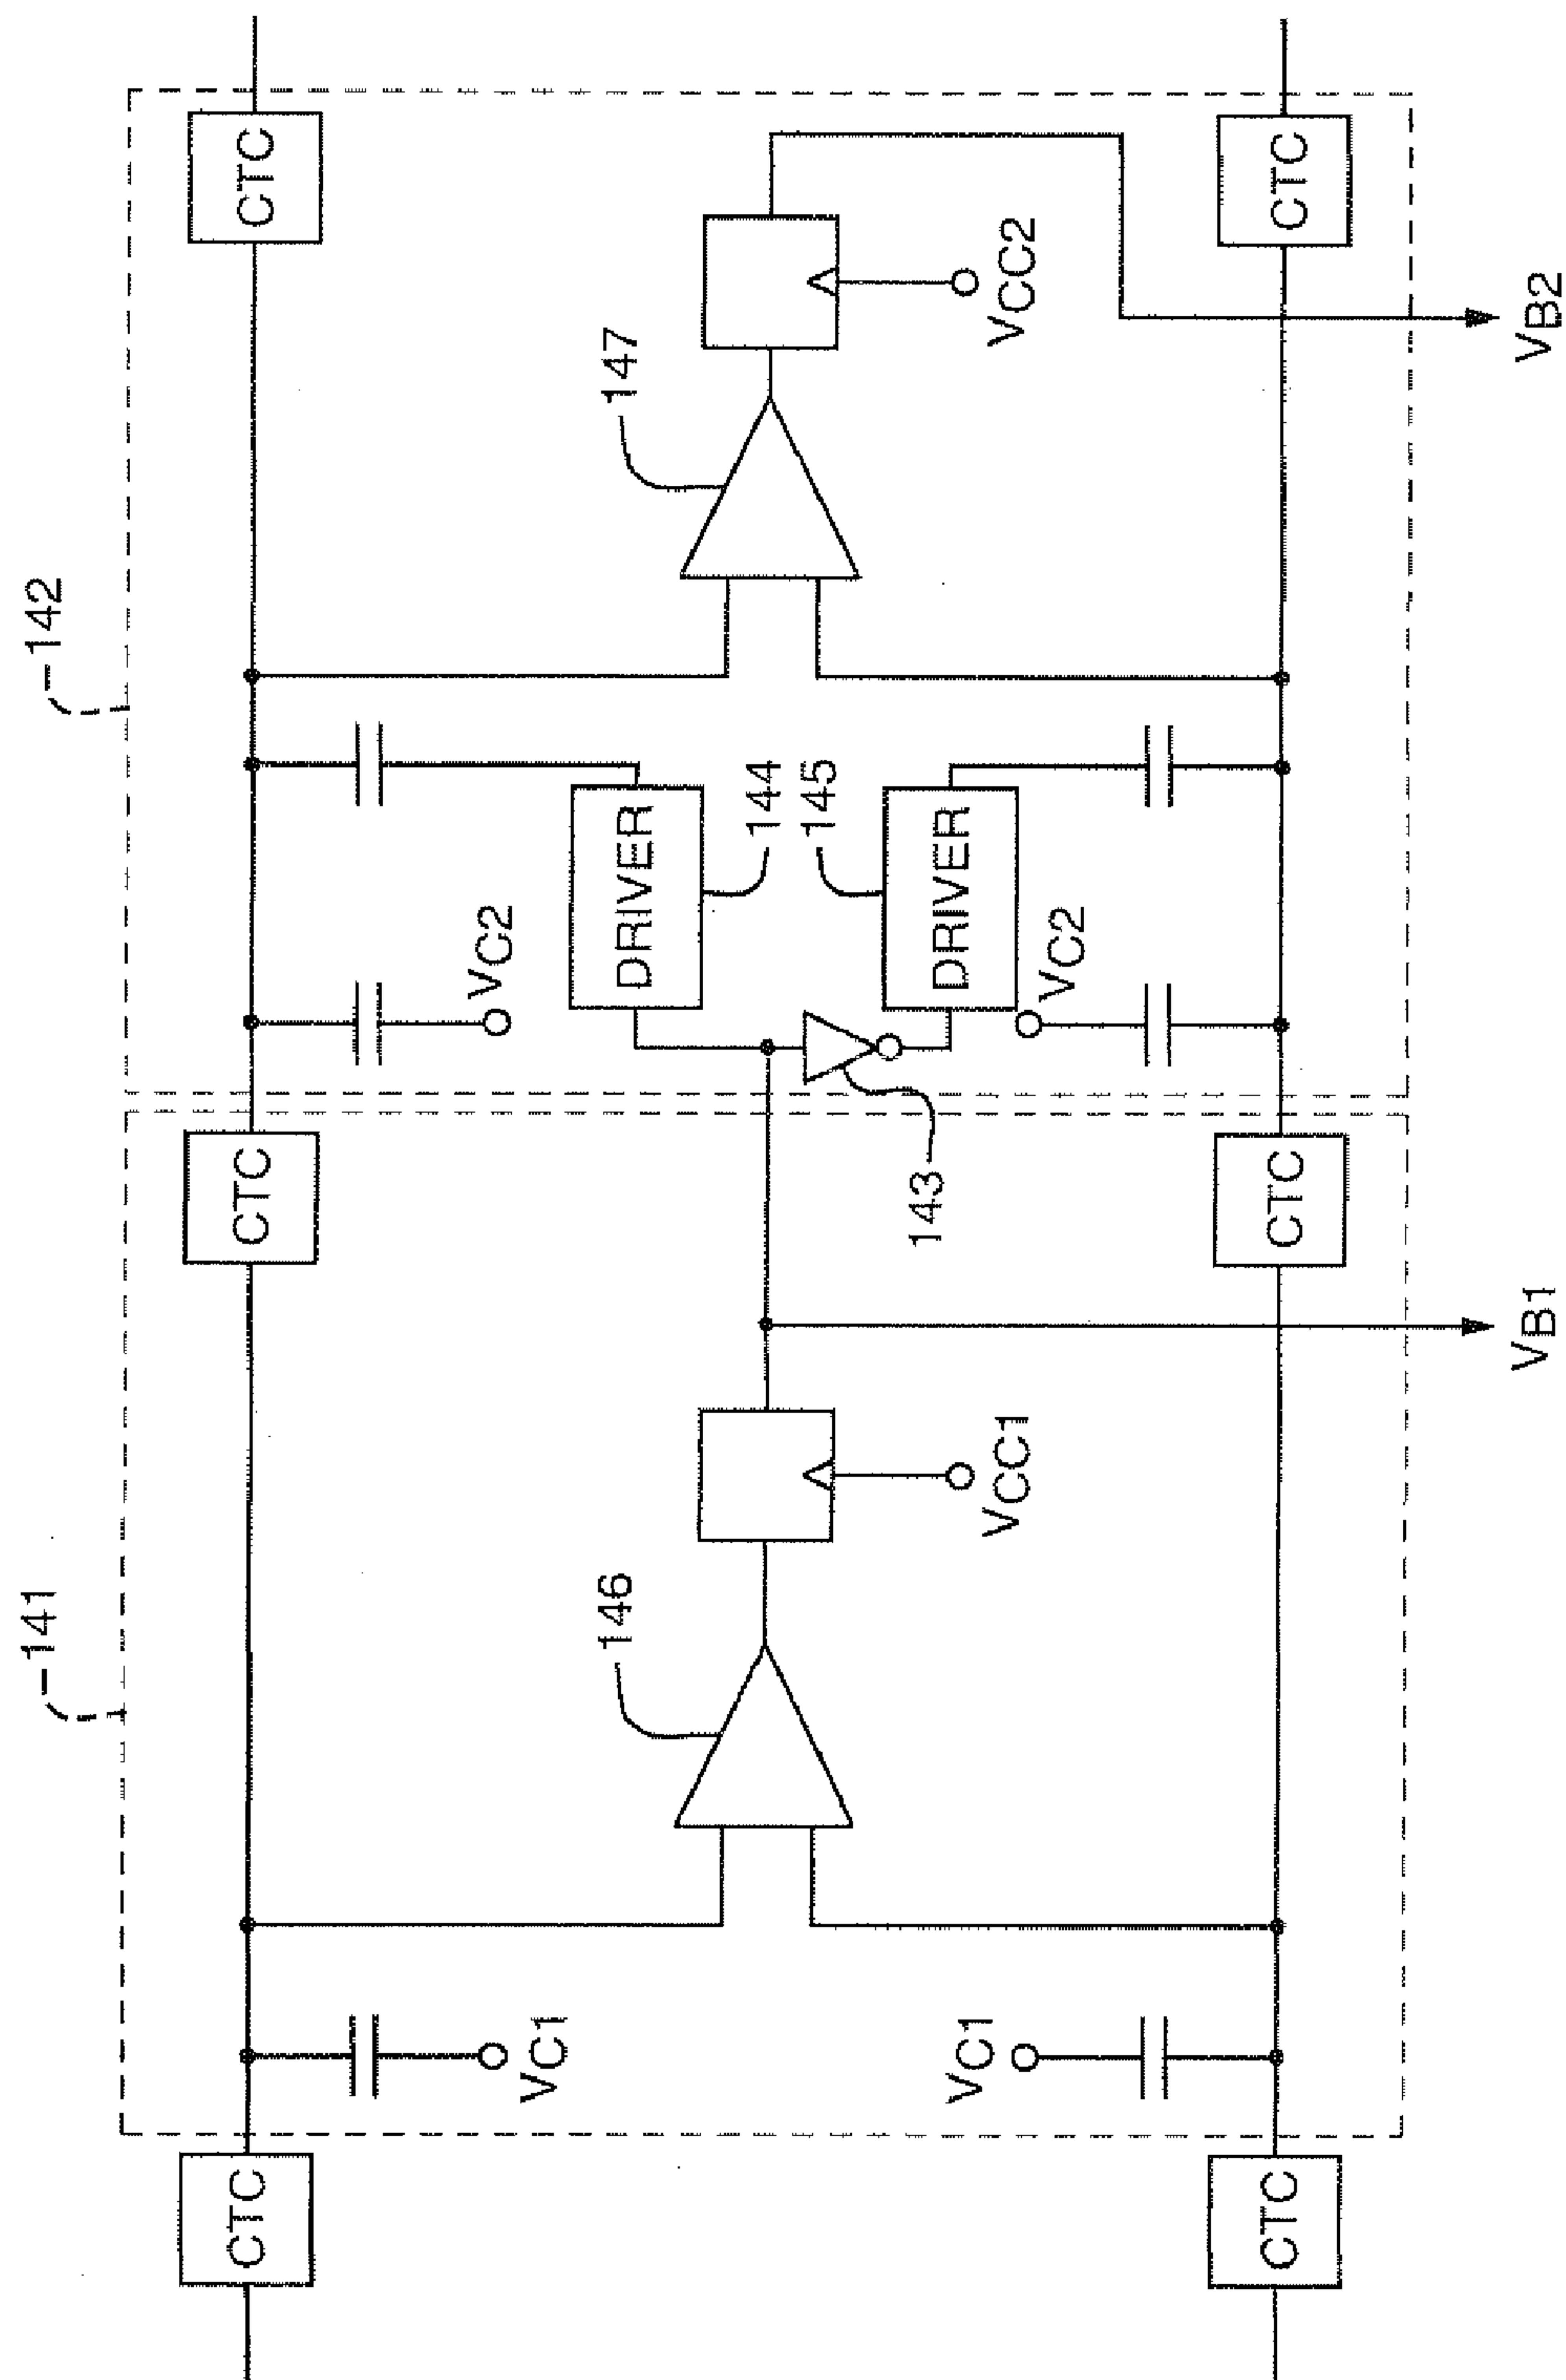 141
142
CTC
CTC
CTC
146
147
VC1
VC2
DRIVER
144
VCC1
VCC2
145
143
DRIVER
VC1
VC2
CTC
CTC
CTC
VB1
VB2